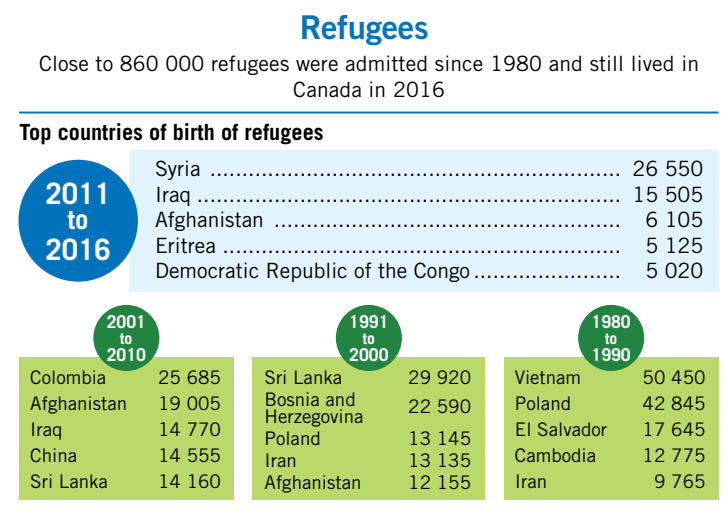 Refugees
Close to 860 000 refugees were admitted since 1980 and still lived in
Canada in 2016
Top countries of birth of refugees
2011
to
2016
Syria ................................................................ 26 550
Iraq .................................................................. 15 505
Afghanistan ...................................................... 6 105
Eritrea .............................................................. 5 125
Democratic Republic of the Congo....................... 5 020
2001
to
2010
Colombia 25 685
Afghanistan 19 005
Iraq 14 770
China 14 555
Sri Lanka 14 160
1991
to
2000
Sri Lanka 29 920
Bosnia and
Herzegovina 22 590
Poland 13 145
Iran 13 135
Afghanistan 12 155
1980
to
1990
Vietnam 50 450
Poland 42 845
El Salvador 17 645
Cambodia 12 775
Iran 9 765